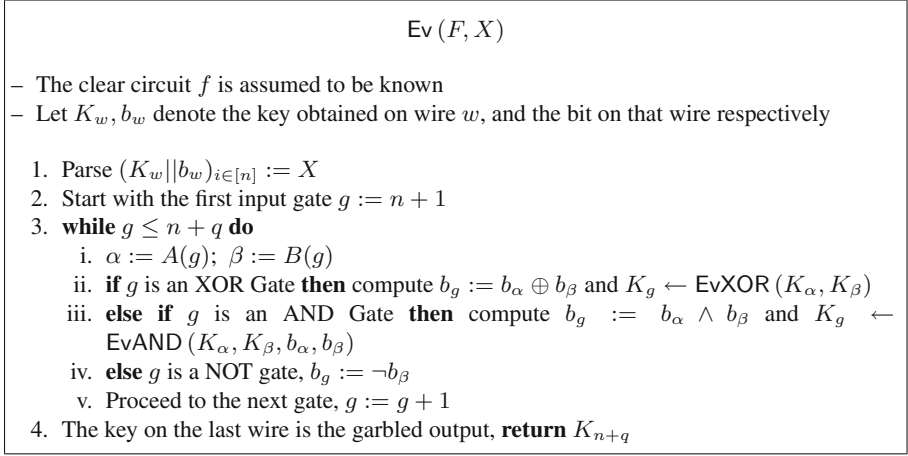 Ev (F, X)
– The clear circuit f is assumed to be known
– Let K_w, b_w denote the key obtained on wire w, and the bit on that wire respectively
1. Parse (K_w||b_w)_{i∈[n]} := X
2. Start with the first input gate g := n + 1
3. while g ≤ n + q do
i. α := A(g); β := B(g)
ii. if g is an XOR Gate then compute b_g := b_α ⊕ b_β and K_g ← EvXOR (K_α, K_β)
iii. else if g is an AND Gate then compute b_g := b_α ∧ b_β and K_g ←
EvAND (K_α, K_β, b_α, b_β)
iv. else g is a NOT gate, b_g := ¬b_β
v. Proceed to the next gate, g := g + 1
4. The key on the last wire is the garbled output, return K_{n+q}